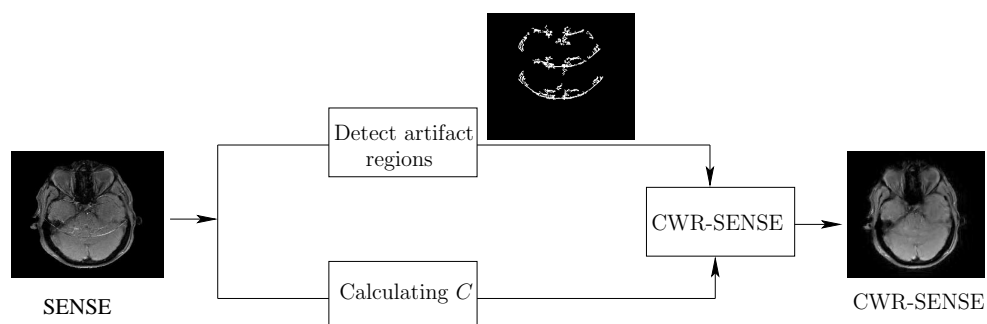 Detect artifact
regions
CWR-SENSE
Calculating C
SENSE
CWR-SENSE